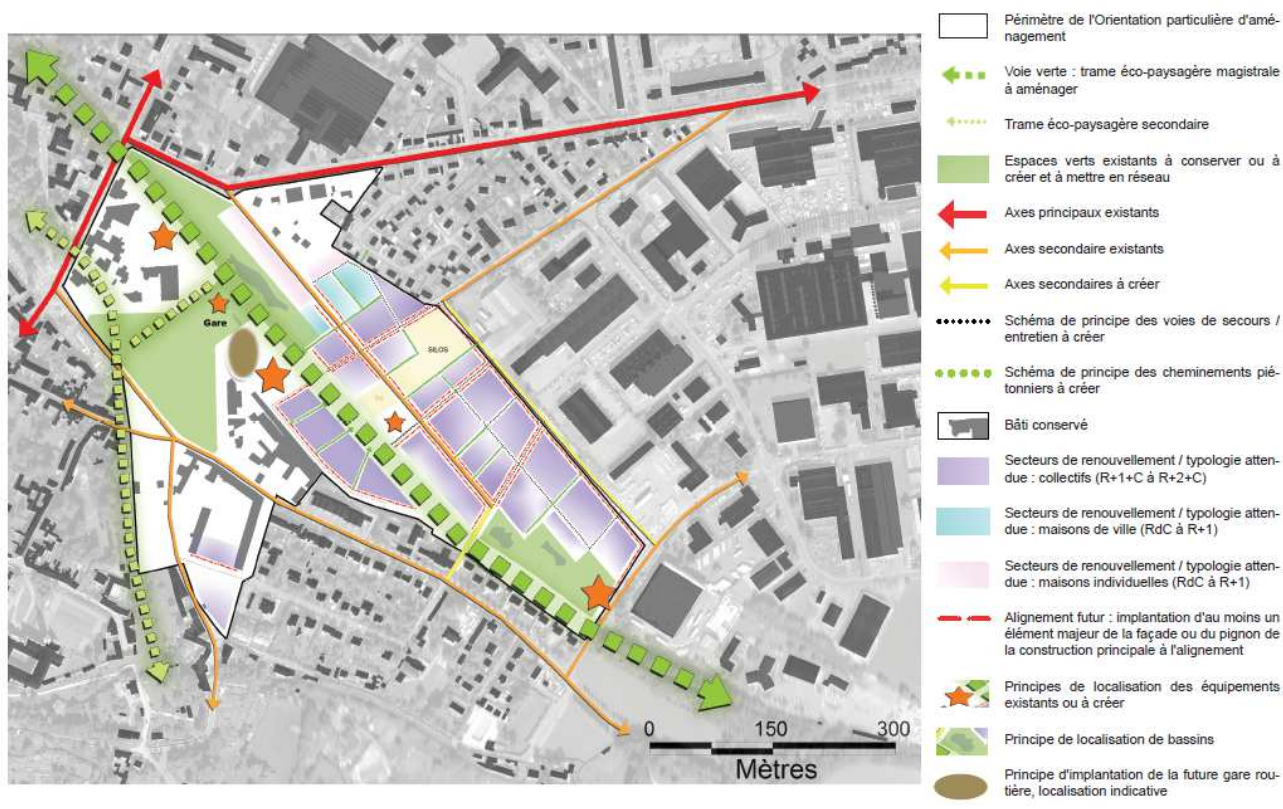 Gare
SILOS
0 150 300
Mètres
Périmètre de l'Orientation particulière d'amé-
nagement
Voie verte : trame éco-paysagère magistrale
à aménager
Trame éco-paysagère secondaire
Espaces verts existants à conserver ou à
créer et à mettre en réseau
Axes principaux existants
Axes secondaire existants
Axes secondaires à créer
Schéma de principe des voies de secours /
entretien à créer
Schéma de principe des cheminements pié-
tonniers à créer
Bâti conservé
Secteurs de renouvellement / typologie atten-
due : collectifs (R+1+C à R+2+C)
Secteurs de renouvellement / typologie atten-
due : maisons de ville (RdC à R+1)
Secteurs de renouvellement / typologie atten-
due : maisons individuelles (RdC à R+1)
Alignement futur : implantation d'au moins un
élément majeur de la façade ou du pignon de
la construction principale à l'alignement
Principes de localisation des équipements
existants ou à créer
Principe de localisation de bassins
Principe d'implantation de la future gare rou-
tière, localisation indicative